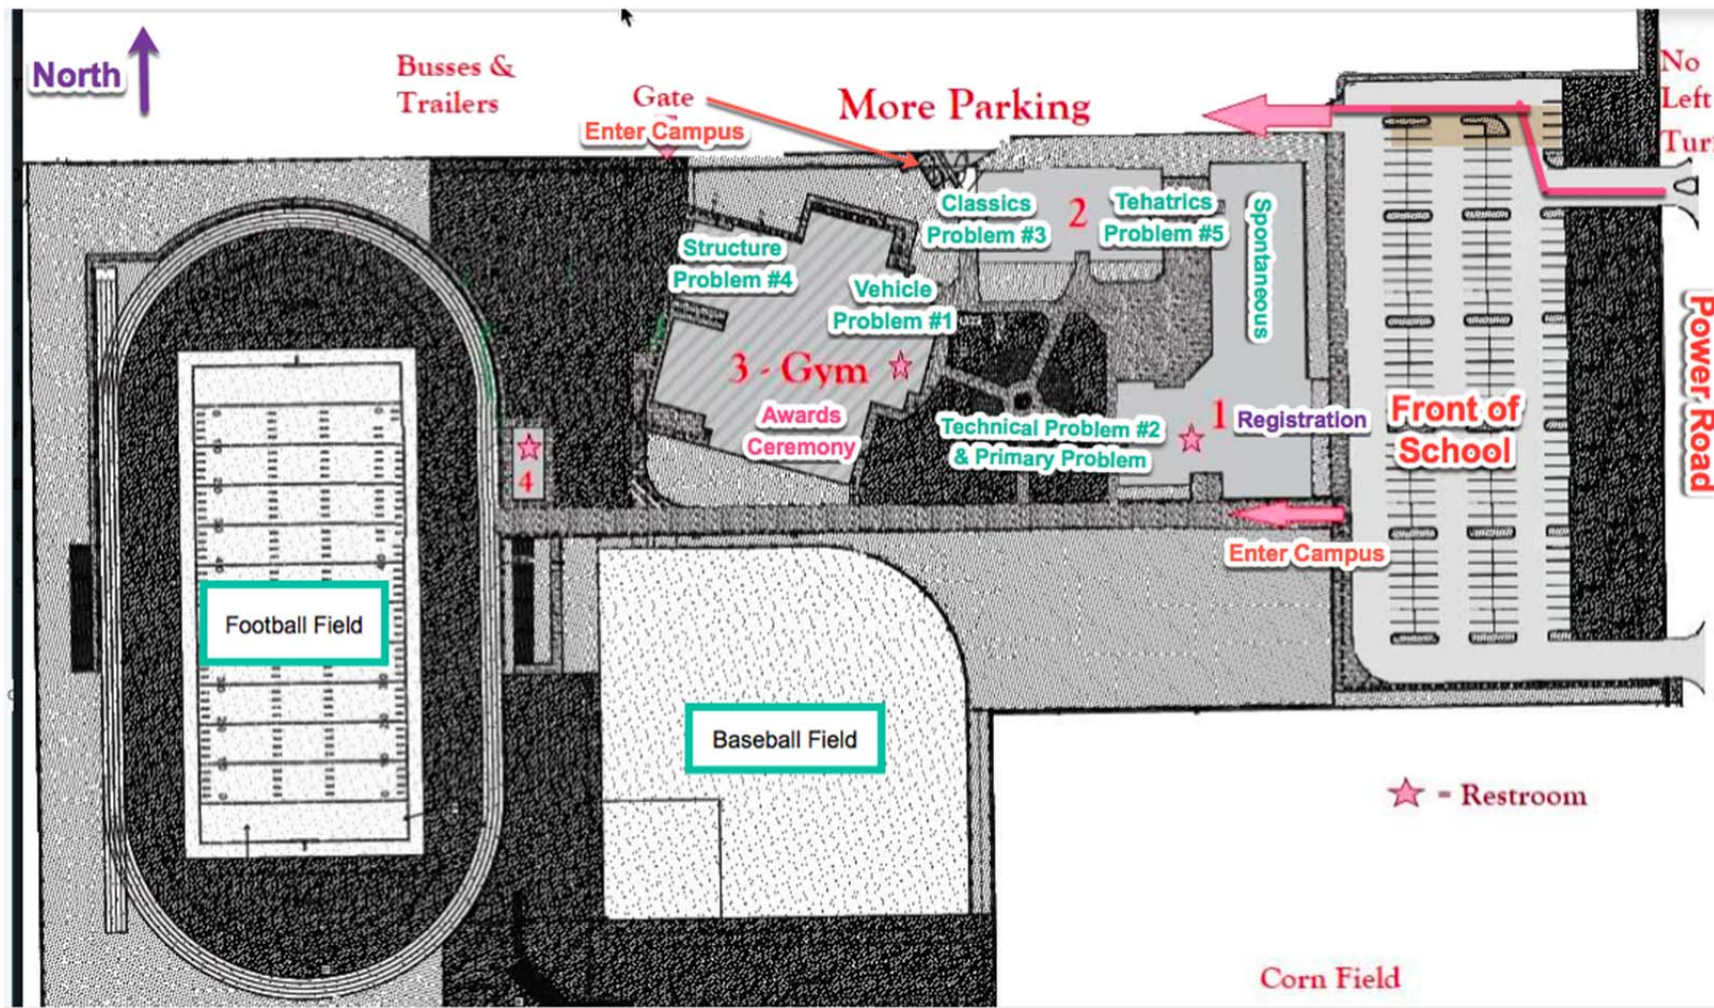 North
Busses &
Trailers
Gate
Enter Campus
More Parking
No
Left
Turn
Classics
Problem #3
2
Tehatrics
Problem #5
Spontaneous
Structure
Problem #4
Vehicle
Problem #1
3 - Gym
Awards
Ceremony
Technical Problem #2
& Primary Problem
1
Registration
Front of
School
Power Road
4
Enter Campus
Football Field
Baseball Field
= Restroom
Corn Field